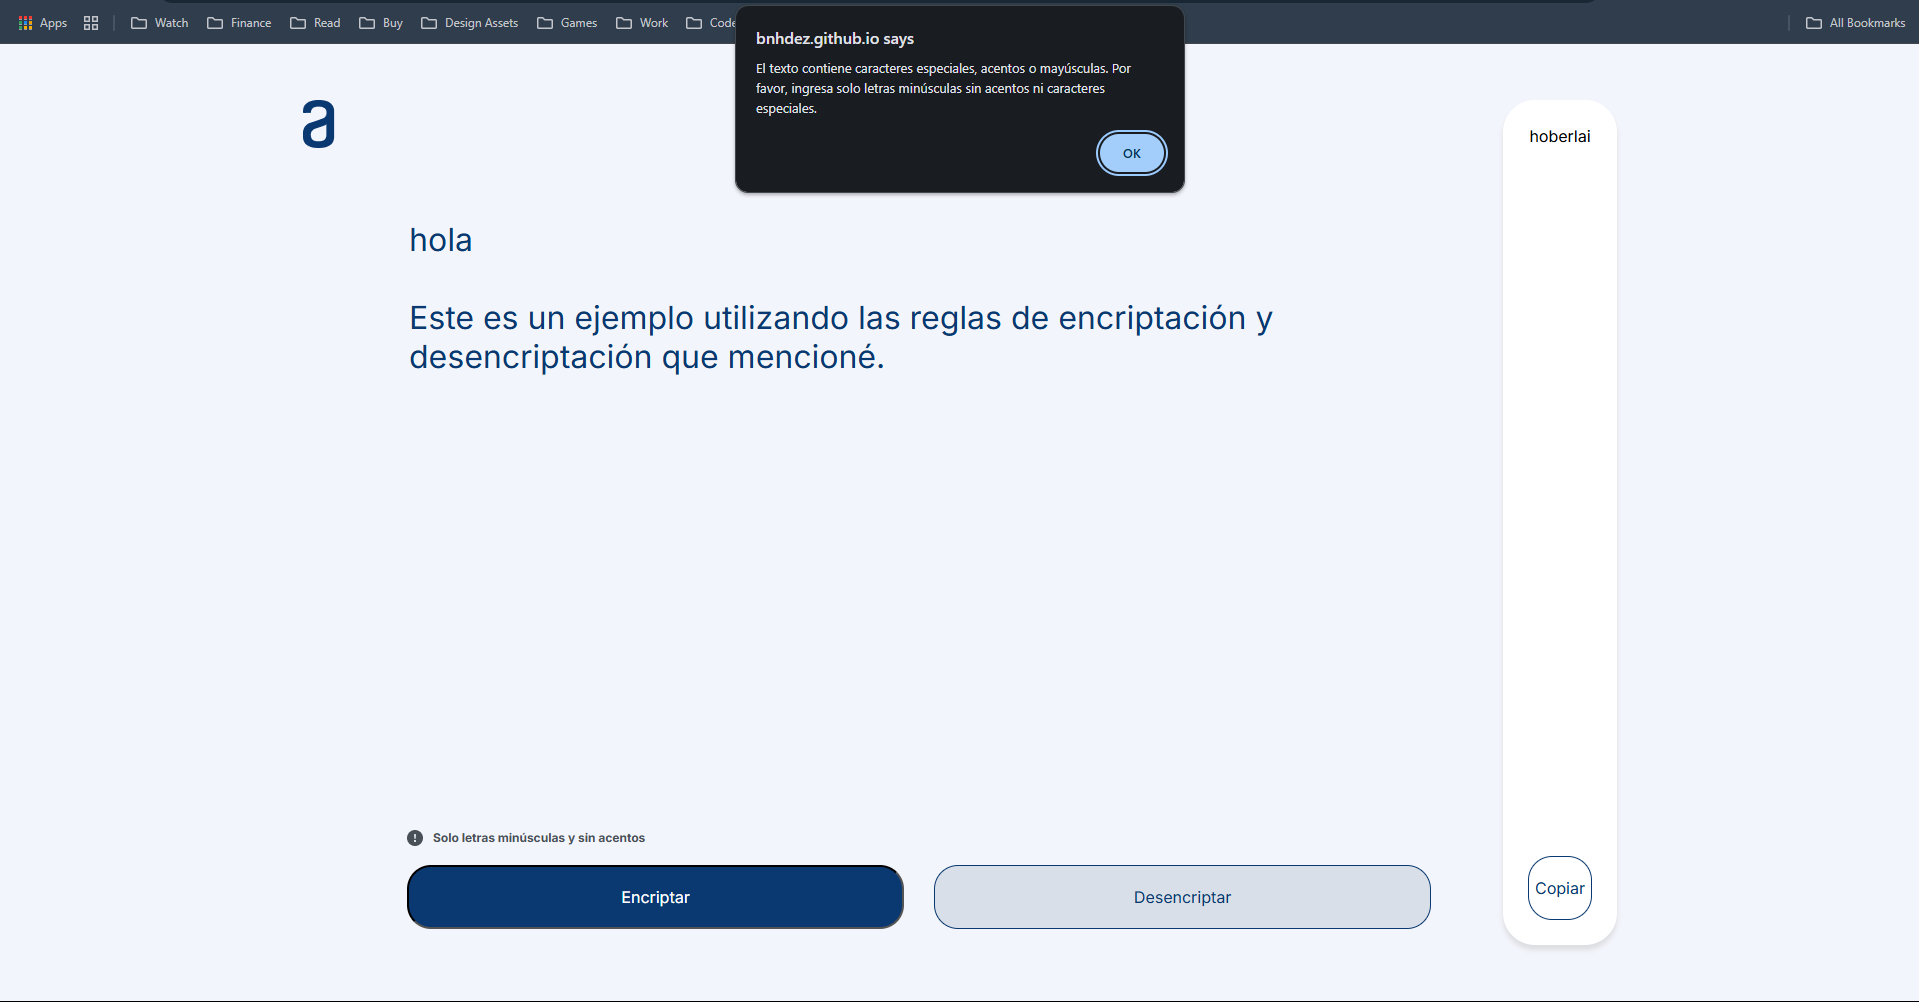 Apps
Watch
Finance
Read
Buy
Design Assets
Games
Work
Code
All Bookmarks
bnhdez.github.io says
El texto contiene caracteres especiales, acentos o mayúsculas. Por
favor, ingresa solo letras minúsculas sin acentos ni caracteres
especiales.
OK
a
hoberlai
hola
Este es un ejemplo utilizando las reglas de encriptación y
desencriptación que mencioné.
Solo letras minúsculas y sin acentos
Encriptar
Desencriptar
Copiar